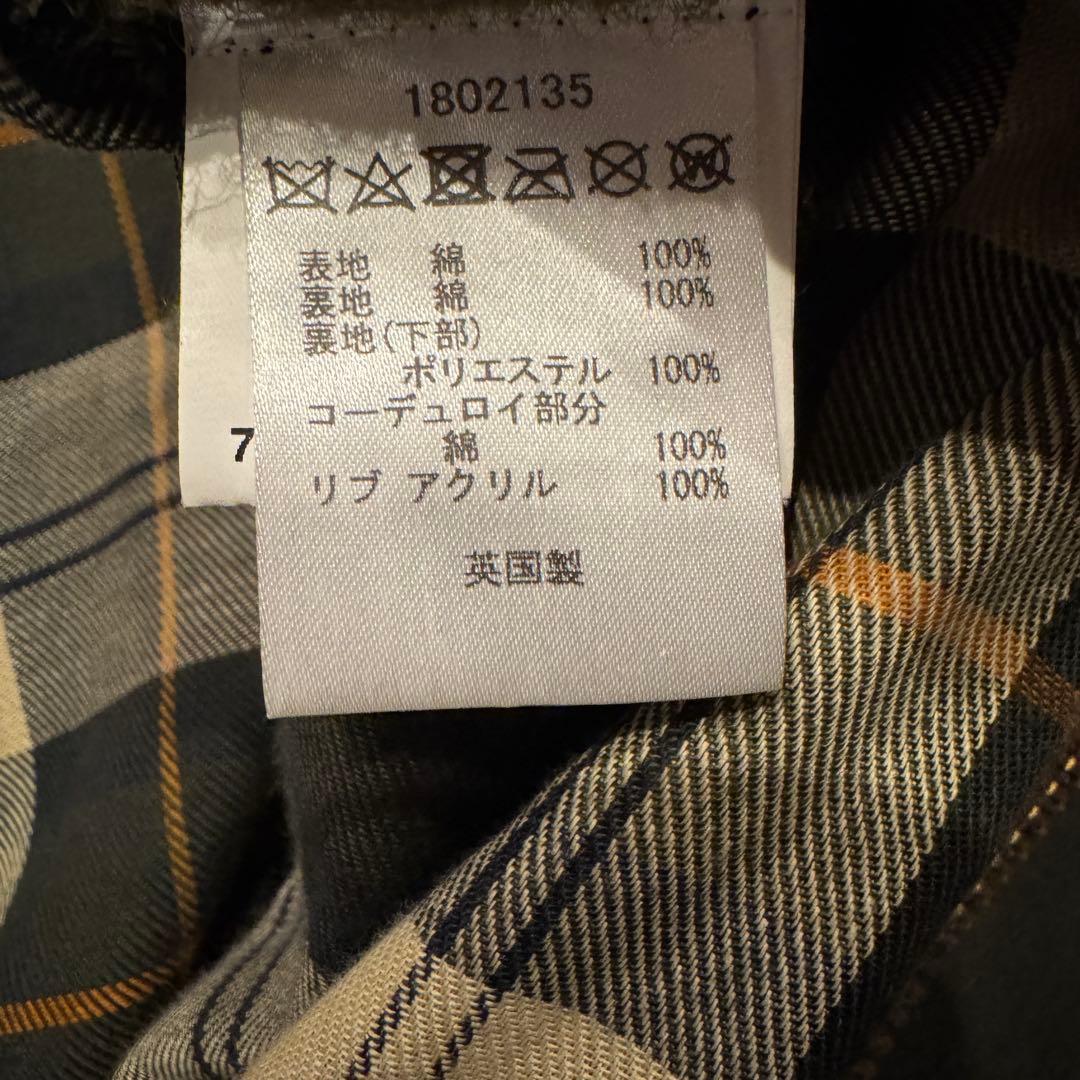 1802135
表地 綿 100%
裏地 綿 100%
裏地(下部)
ポリエステル 100%
コーデュロイ部分
綿 100%
リブ アクリル 100%
英国製
7